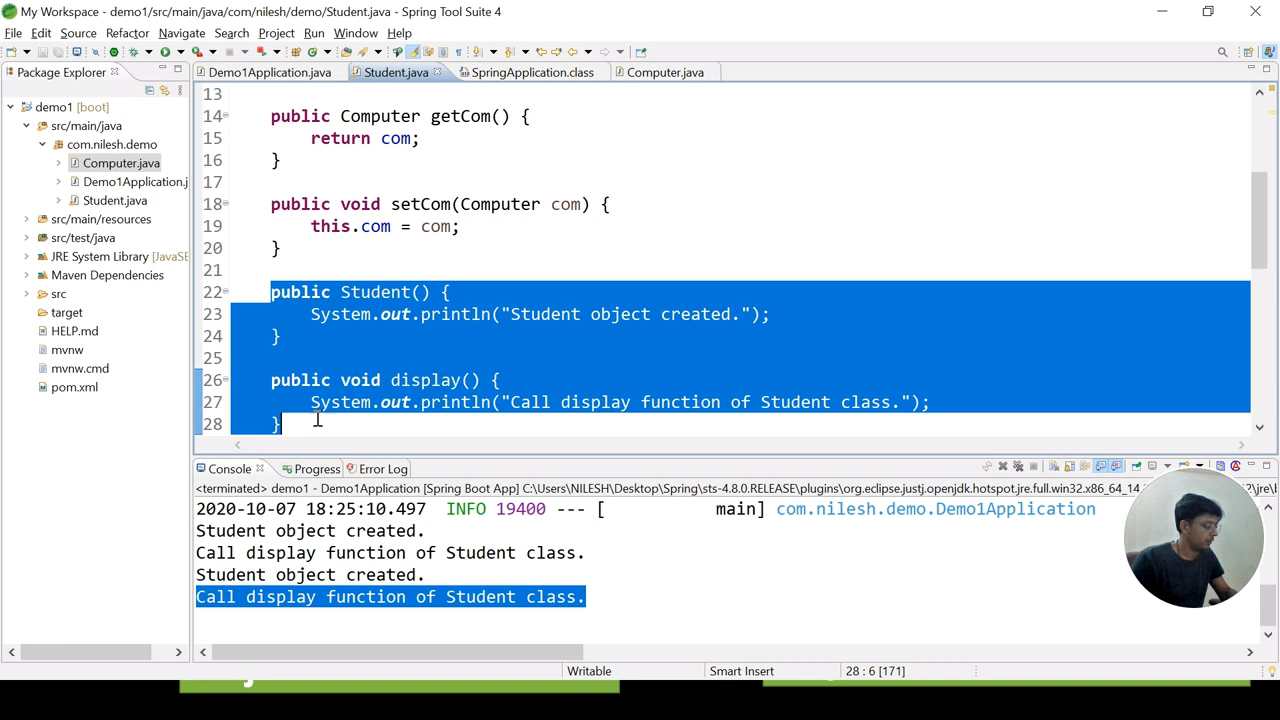 My Workspace - demo1/src/main/java/com/nilesh/demo/Student.java - Spring Tool Suite 4
File Edit Source Refactor Navigate Search Project Run Window Help
Package Explorer
demo1 [boot]
src/main/java
com.nilesh.demo
Computer.java
Demo1Application.j
Student.java
src/main/resources
src/test/java
JRE System Library [JavaSE
Maven Dependencies
src
target
HELP.md
mvnw
mvnw.cmd
pom.xml
Demo1Application.java Student.java SpringApplication.class Computer.java
13
14 public Computer getCom() {
15 return com;
16 }
17
18 public void setCom(Computer com) {
19 this.com = com;
20 }
21
22 public Student() {
23 System.out.println("Student object created.");
24 }
25
26 public void display() {
27 System.out.println("Call display function of Student class.");
28 }
Console Progress Error Log
<terminated> demo1 - Demo1Application [Spring Boot App] C:\Users\NILESH\Desktop\Spring\sts-4.8.0.RELEASE\plugins\org.eclipse.justj.openjdk.hotspot.jre.full.win32.x86_64_14.
2020-10-07 18:25:10.497 INFO 19400 --- [ main] com.nilesh.demo.Demo1Application
Student object created.
Call display function of Student class.
Student object created.
Call display function of Student class.
Writable Smart Insert 28 : 6 [171]